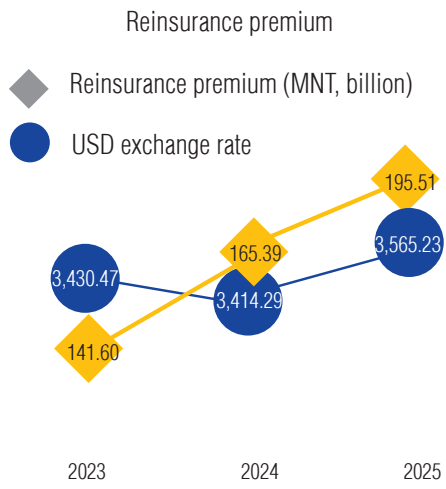 Reinsurance premium
Reinsurance premium (MNT, billion)
USD exchange rate
195.51
165.39
3,565.23
3,430.47
3,414.29
141.60
2023 2024 2025